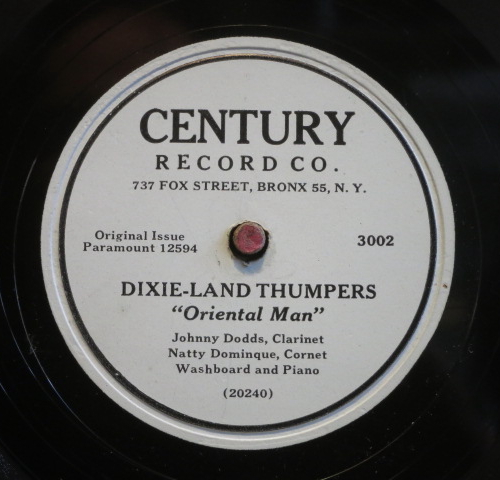 CENTURY
RECORD CO.
737 FOX STREET, BRONX 55, N. Y.
Original Issue
Paramount 12594
3002
DIXIE-LAND THUMPERS
"Oriental Man"
Johnny Dodds, Clarinet
Natty Dominque, Cornet
Washboard and Piano
(20240)